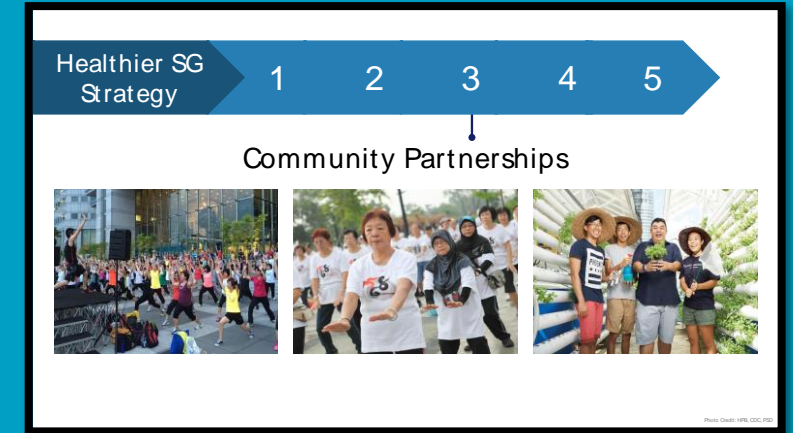 Healthier SG
Strategy
1 2 3 4 5
Community Partnerships
Photo Credit: HPB, CDC, PSD